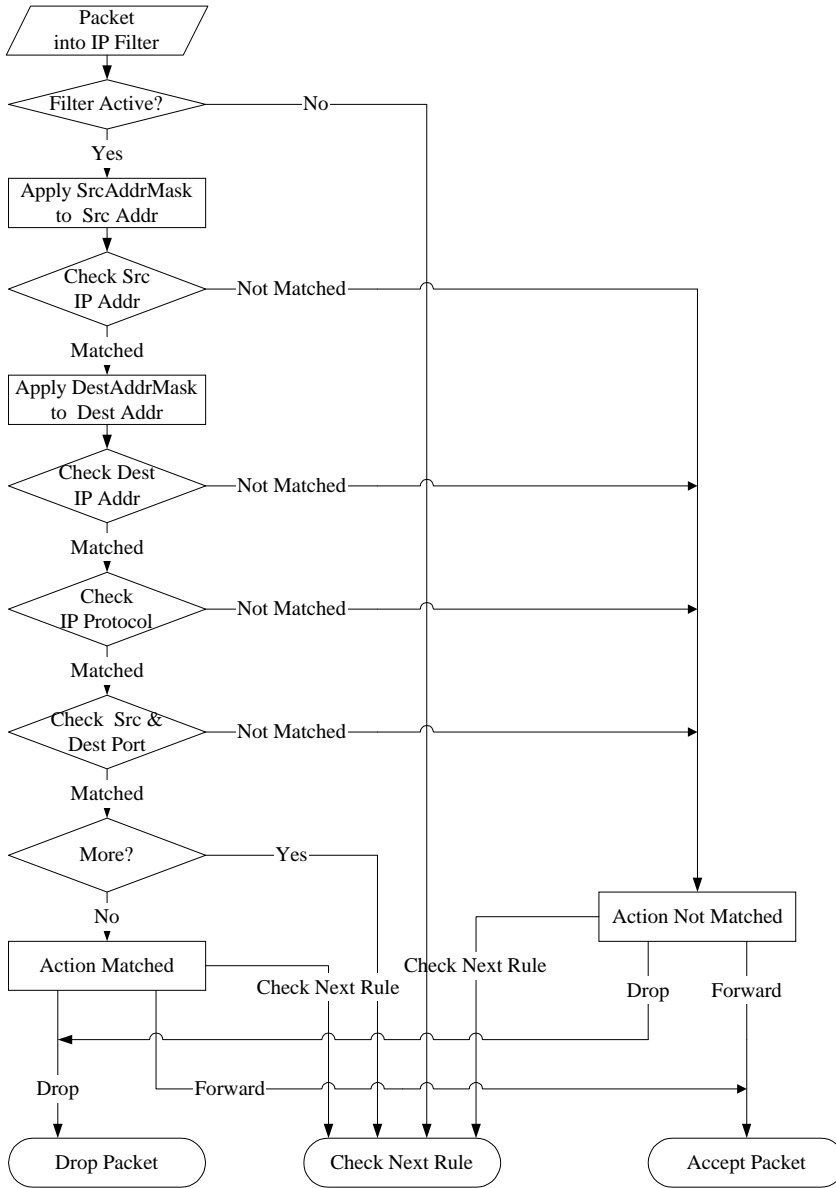 Packet
into IP Filter
Filter Active?
No
Yes
Apply SrcAddrMask
to Src Addr
Check Src
IP Addr
Not Matched
Matched
Apply DestAddrMask
to Dest Addr
Check Dest
IP Addr
Not Matched
Matched
Check
IP Protocol
Not Matched
Matched
Check Src &
Dest Port
Not Matched
Matched
More?
Yes
No
Action Not Matched
Action Matched
Check Next Rule
Check Next Rule
Drop
Forward
Drop
Forward
Drop Packet
Check Next Rule
Accept Packet